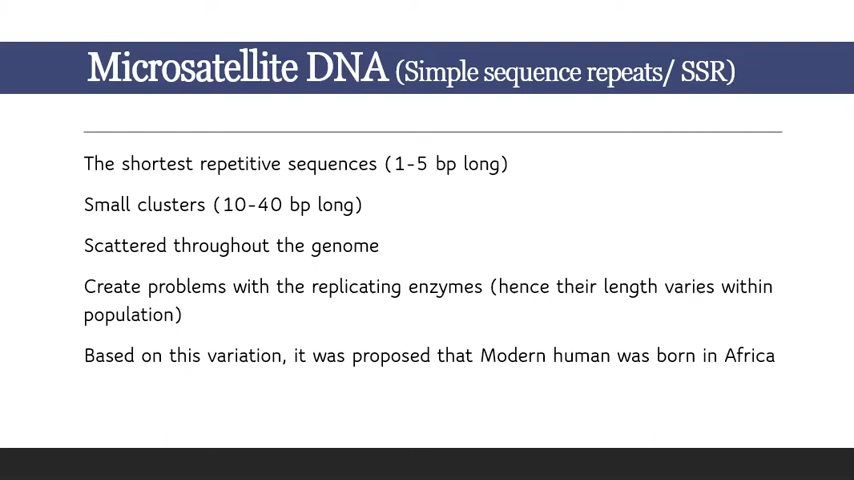 Microsatellite DNA (Simple sequence repeats/ SSR)
The shortest repetitive sequences (1-5 bp long)
Small clusters (10-40 bp long)
Scattered throughout the genome
Create problems with the replicating enzymes (hence their length varies within
population)
Based on this variation, it was proposed that Modern human was born in Africa